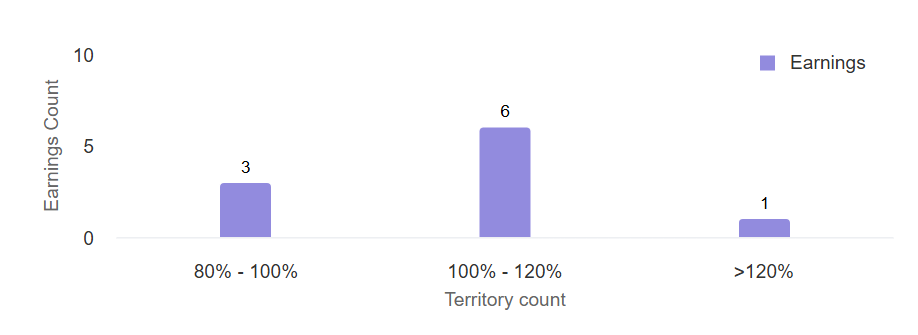 10
Earnings
Earnings Count
6
5
3
1
0
80% - 100%
100% - 120%
>120%
Territory count